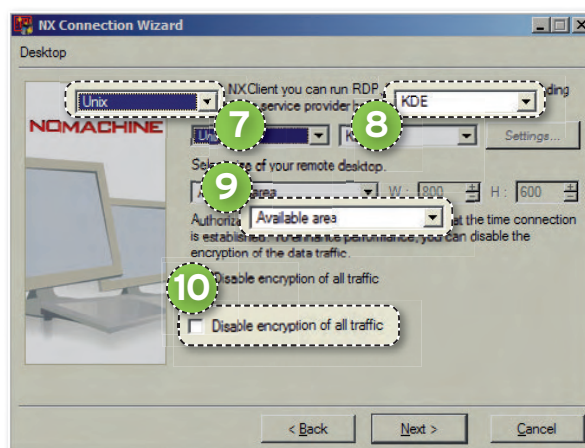 NX Connection Wizard
Desktop
Unix
NXClient you can run RDP
KDE
ding
service provider
NOMACHINE
7
8
Settings...
of your remote desktop.
9
area
W: 800
H: 600
Available area
at the time connection
is established. To enhance performance, you can disable the
encryption of the data traffic.
10
Disable encryption of all traffic
Disable encryption of all traffic
< Back
Next >
Cancel